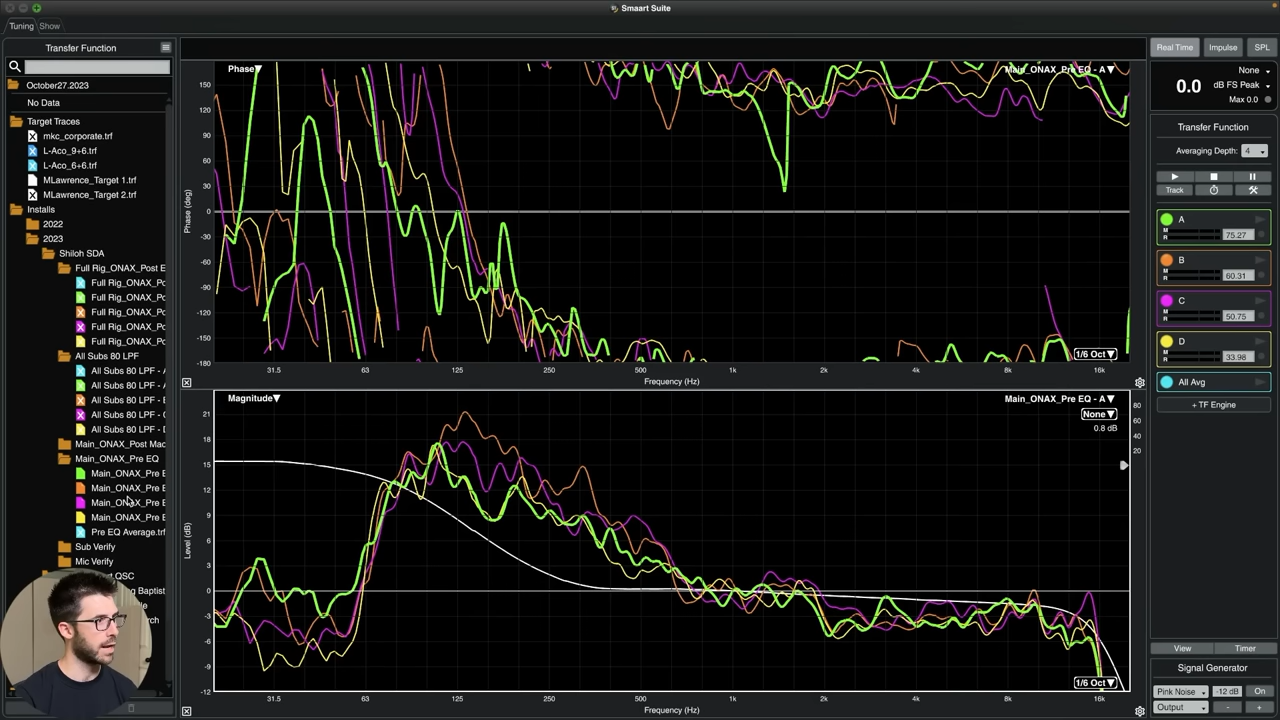 Smaart Suite
Tuning Show
Transfer Function
October27.2023
No Data
Target Traces
mkc_corporate.trf
L-Aco_9+6.trf
L-Aco_6+6.trf
MLawrence_Target 1.trf
MLawrence_Target 2.trf
Installs
2022
2023
Shiloh SDA
Full Rig_ONAX_Post E
Full Rig_ONAX_Po
Full Rig_ONAX_Po
Full Rig_ONAX_Po
Full Rig_ONAX_Po
Full Rig_ONAX_Po
All Subs 80 LPF
All Subs 80 LPF - A
All Subs 80 LPF - 
All Subs 80 LPF - E
All Subs 80 LPF - C
All Subs 80 LPF - D
Main_ONAX_Post Mac
Main_ONAX_Pre EQ
Main_ONAX_Pre E
Main_ONAX_Pre E
Main_ONAX_Pre E
Main_ONAX_Pre E
Pre EQ Average.trf
Sub Verify
Mic Verify
QSC
Baptist
Phase▼
Main_ONAX_Pre EQ - A▼
150
120
90
60
30
0
-30
-60
-90
-120
-150
-180
Phase (deg)
1/6 Oct▼
31.5 63 125 250 500 1k 2k 4k 8k 16k
Frequency (Hz)
Magnitude▼
Main_ONAX_Pre EQ - A▼
None▼
0.8 dB
80
60
40
20
21
18
15
12
9
6
3
0
-3
-6
-9
-12
Level (dB)
1/6 Oct▼
31.5 63 125 250 500 1k 2k 4k 8k 16k
Frequency (Hz)
Real Time Impulse SPL
None
0.0 dB FS Peak
Max 0.0
Transfer Function
Averaging Depth: 4
Track
A
M
R
75.27
B
M
R
60.31
C
M
R
50.75
D
M
R
33.98
All Avg
+ TF Engine
View Timer
Signal Generator
Pink Noise -12 dB On
Output - +